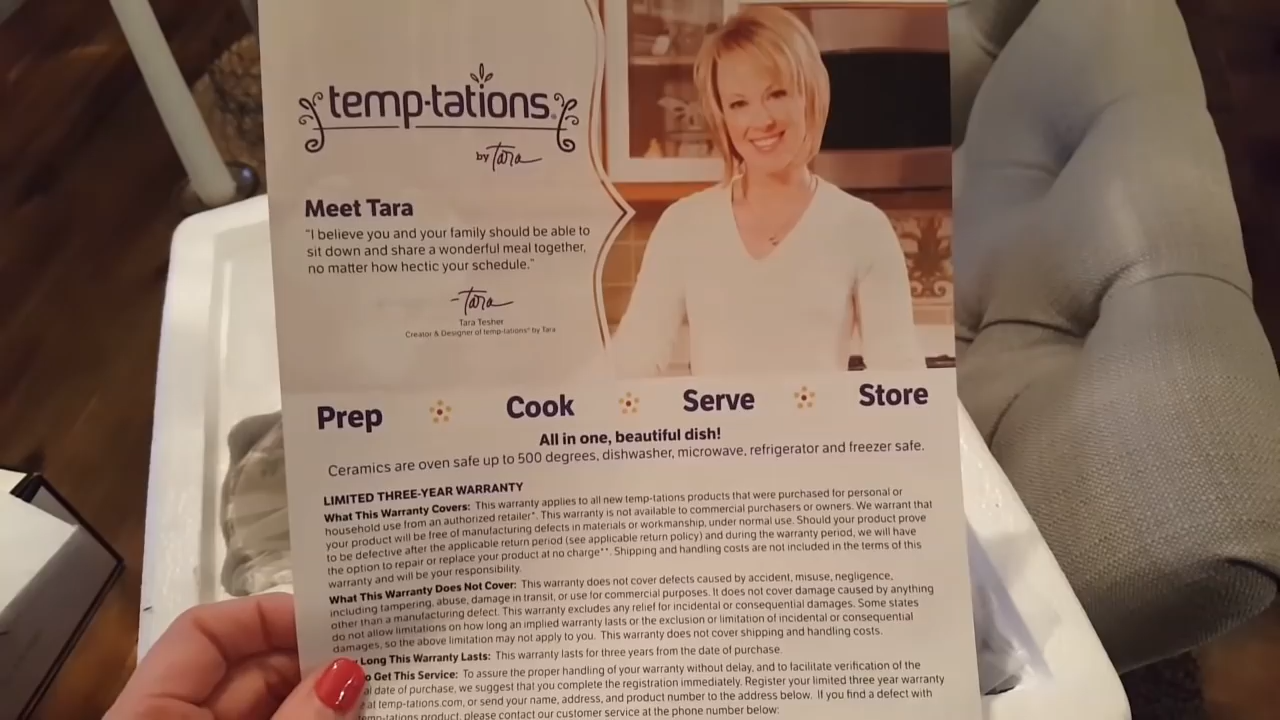 temp-tations®
by Tara
Meet Tara
"I believe you and your family should be able to
sit down and share a wonderful meal together,
no matter how hectic your schedule."
-Tara
Tara Tesher
Creator & Designer of temp-tations® by Tara
Prep Cook Serve Store
All in one, beautiful dish!
Ceramics are oven safe up to 500 degrees, dishwasher, microwave, refrigerator and freezer safe.
LIMITED THREE-YEAR WARRANTY
What This Warranty Covers: This warranty applies to all new temp-tations products that were purchased for personal or
household use from an authorized retailer*. This warranty is not available to commercial purchasers or owners. We warrant that
your product will be free of manufacturing defects in materials or workmanship, under normal use. Should your product prove
to be defective after the applicable return period (see applicable return policy) and during the warranty period, we will have
the option to repair or replace your product at no charge**. Shipping and handling costs are not included in the terms of this
warranty and will be your responsibility.
What This Warranty Does Not Cover: This warranty does not cover defects caused by accident, misuse, negligence,
including tampering, abuse, damage in transit, or use for commercial purposes. It does not cover damage caused by anything
other than a manufacturing defect. This warranty excludes any relief for incidental or consequential damages. Some states
do not allow limitations on how long an implied warranty lasts or the exclusion or limitation of incidental or consequential
damages, so the above limitation may not apply to you. This warranty does not cover shipping and handling costs.
Long This Warranty Lasts: This warranty lasts for three years from the date of purchase.
o Get This Service: To assure the proper handling of your warranty without delay, and to facilitate verification of the
al date of purchase, we suggest that you complete the registration immediately. Register your limited three year warranty
e at temp-tations.com, or send your name, address, and product number to the address below. If you find a defect with
temp-tations product, please contact our customer service at the phone number below: